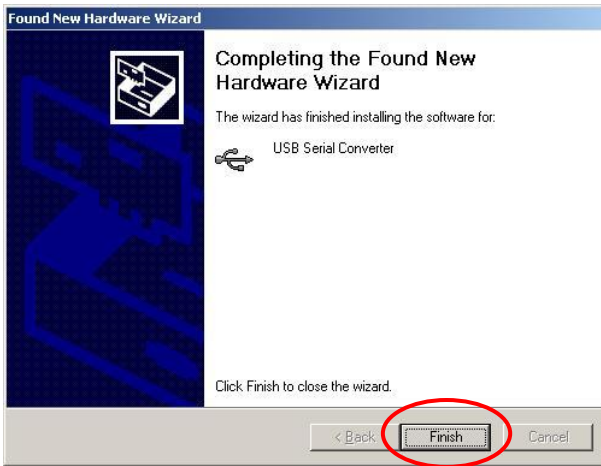 Found New Hardware Wizard
Completing the Found New
Hardware Wizard
The wizard has finished installing the software for:
USB Serial Converter
Click Finish to close the wizard.
< Back
Finish
Cancel